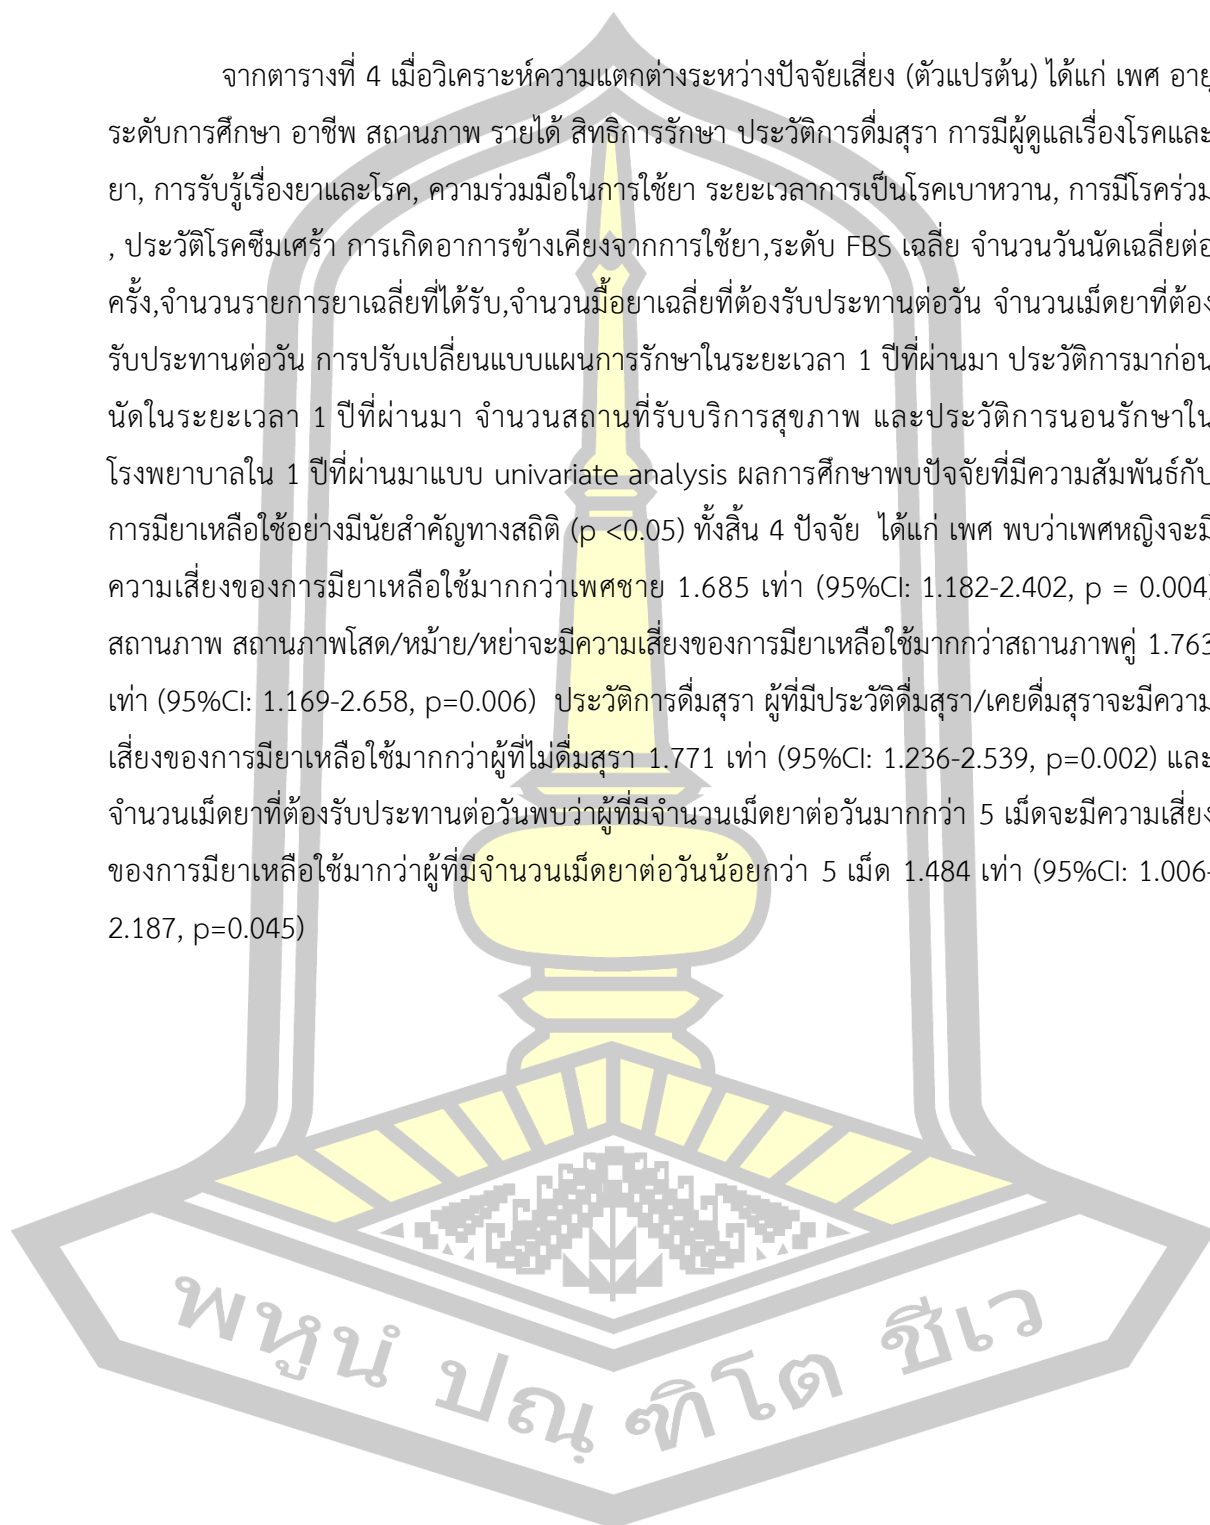 จากตารางที่ 4 เมื่อวิเคราะห์ความแตกต่างระหว่างปัจจัยเสี่ยง (ตัวแปรต้น) ได้แก่ เพศ อายุ
ระดับการศึกษา อาชีพ สถานภาพ รายได้ สิทธิการรักษา ประวัติการดื่มสุรา การมีผู้ดูแลเรื่องโรคและ
ยา, การรับรู้เรื่องยาและโรค, ความร่วมมือในการใช้ยา ระยะเวลาการเป็นโรคเบาหวาน, การมีโรคร่วม
, ประวัติโรคซึมเศร้า การเกิดอาการข้างเคียงจากการใช้ยา,ระดับ FBS เฉลี่ย จำนวนวันนัดเฉลี่ยต่อ
ครั้ง,จำนวนรายการยาเฉลี่ยที่ได้รับ,จำนวนมื้อยาเฉลี่ยที่ต้องรับประทานต่อวัน จำนวนเม็ดยาที่ต้อง
รับประทานต่อวัน การปรับเปลี่ยนแบบแผนการรักษาในระยะเวลา 1 ปีที่ผ่านมา ประวัติการมาก่อน
นัดในระยะเวลา 1 ปีที่ผ่านมา จำนวนสถานที่รับบริการสุขภาพ และประวัติการนอนรักษาใน
โรงพยาบาลใน 1 ปีที่ผ่านมาแบบ univariate analysis ผลการศึกษาพบปัจจัยที่มีความสัมพันธ์กับ
การมียาเหลือใช้อย่างมีนัยสำคัญทางสถิติ (p <0.05) ทั้งสิ้น 4 ปัจจัย ได้แก่ เพศ พบว่าเพศหญิงจะมี
ความเสี่ยงของการมียาเหลือใช้มากกว่าเพศชาย 1.685 เท่า (95%CI: 1.182-2.402, p = 0.004)
สถานภาพ สถานภาพโสด/หม้าย/หย่าจะมีความเสี่ยงของการมียาเหลือใช้มากกว่าสถานภาพคู่ 1.763
เท่า (95%CI: 1.169-2.658, p=0.006) ประวัติการดื่มสุรา ผู้ที่มีประวัติดื่มสุรา/เคยดื่มสุราจะมีความ
เสี่ยงของการมียาเหลือใช้มากกว่าผู้ที่ไม่ดื่มสุรา 1.771 เท่า (95%CI: 1.236-2.539, p=0.002) และ
จำนวนเม็ดยาที่ต้องรับประทานต่อวันพบว่าผู้ที่มีจำนวนเม็ดยาต่อวันมากกว่า 5 เม็ดจะมีความเสี่ยง
ของการมียาเหลือใช้มากว่าผู้ที่มีจำนวนเม็ดยาต่อวันน้อยกว่า 5 เม็ด 1.484 เท่า (95%CI: 1.006-
2.187, p=0.045)
พหูนํ ปณฺฑิโต ชีเว